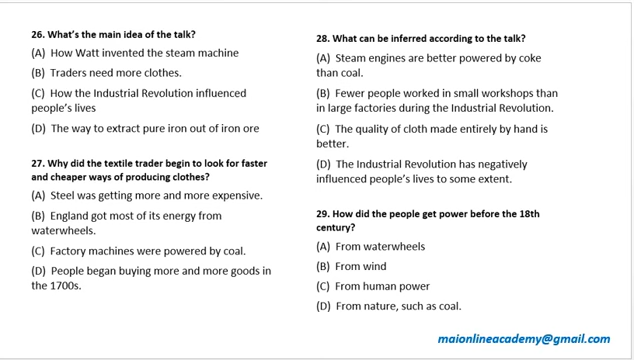 26. What's the main idea of the talk?
(A) How Watt invented the steam machine
(B) Traders need more clothes.
(C) How the Industrial Revolution influenced
people's lives
(D) The way to extract pure iron out of iron ore
27. Why did the textile trader begin to look for faster
and cheaper ways of producing clothes?
(A) Steel was getting more and more expensive.
(B) England got most of its energy from
waterwheels.
(C) Factory machines were powered by coal.
(D) People began buying more and more goods in
the 1700s.
28. What can be inferred according to the talk?
(A) Steam engines are better powered by coke
than coal.
(B) Fewer people worked in small workshops than
in large factories during the Industrial Revolution.
(C) The quality of cloth made entirely by hand is
better.
(D) The Industrial Revolution has negatively
influenced people's lives to some extent.
29. How did the people get power before the 18th
century?
(A) From waterwheels
(B) From wind
(C) From human power
(D) From nature, such as coal.
maionlineacademy@gmail.com